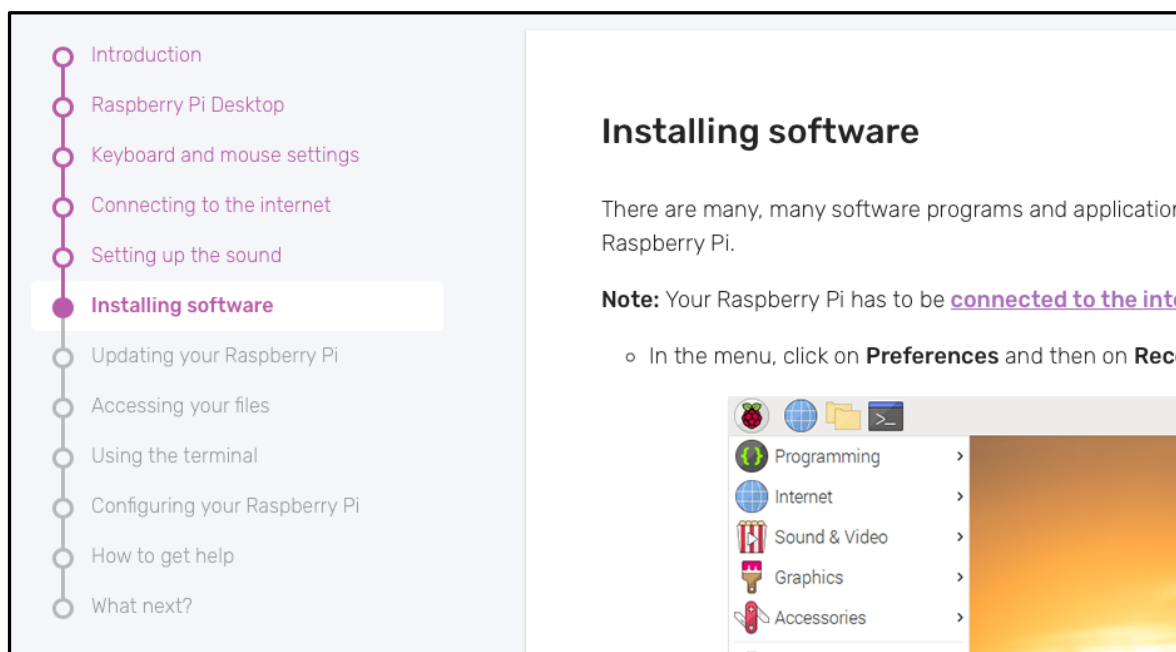 Introduction
Raspberry Pi Desktop
Keyboard and mouse settings
Connecting to the internet
Setting up the sound
Installing software
Updating your Raspberry Pi
Accessing your files
Using the terminal
Configuring your Raspberry Pi
How to get help
What next?
Installing software
There are many, many software programs and
Raspberry Pi.
Note: Your Raspberry Pi has to be connected to the
In the menu, click on Preferences and then on
>_
Programming
Internet
Sound & Video
Graphics
Accessories